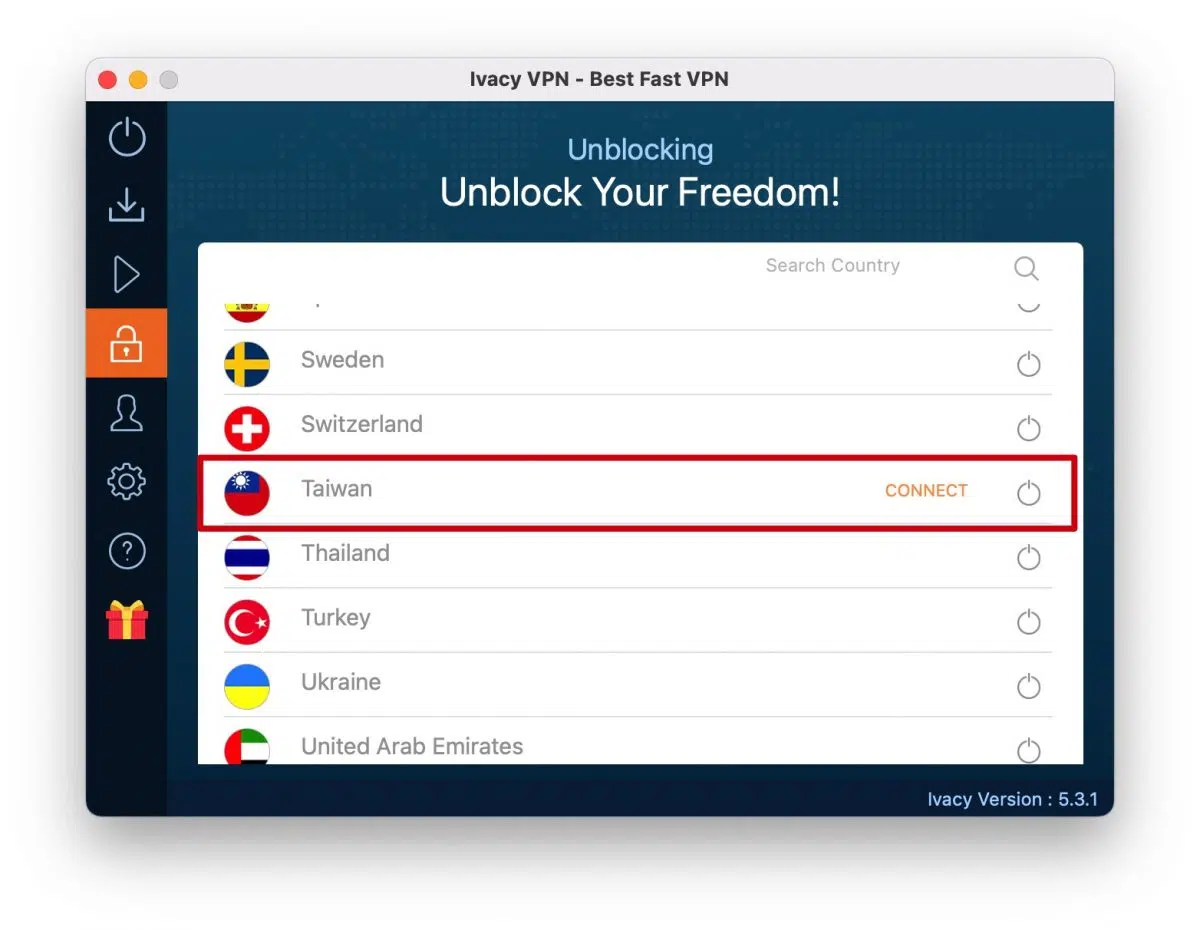 Ivacy VPN - Best Fast VPN
Unblocking
Unblock Your Freedom!
Search Country
Sweden
Switzerland
Taiwan CONNECT
Thailand
Turkey
Ukraine
United Arab Emirates
Ivacy Version : 5.3.1